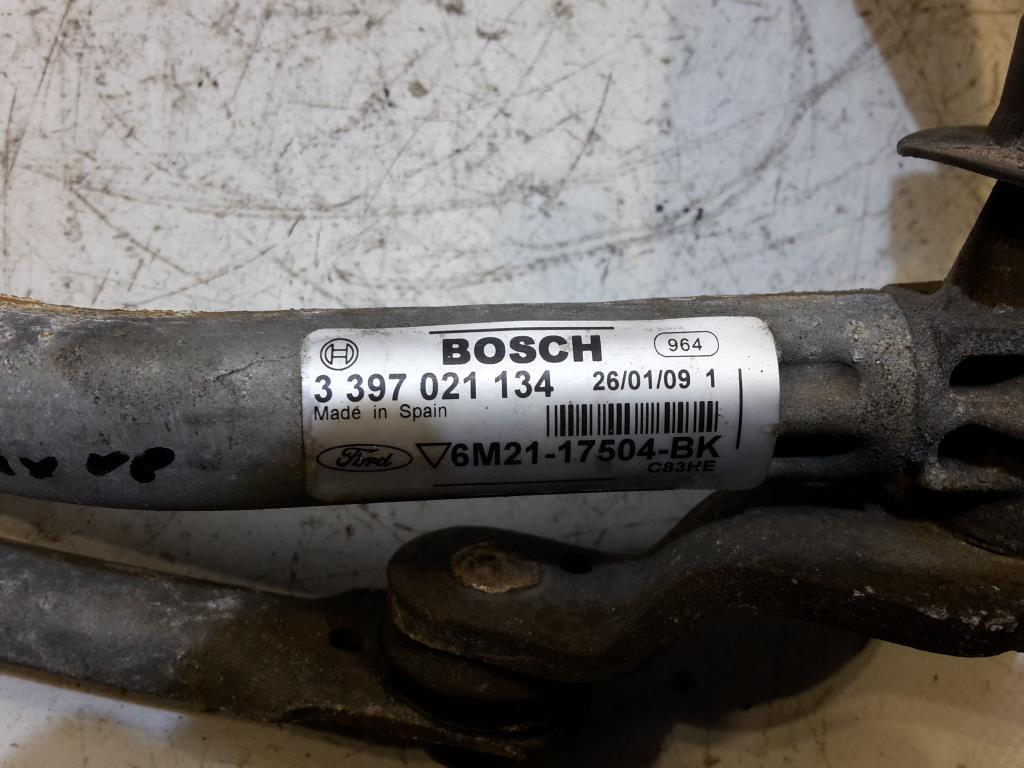 BOSCH 964
3 397 021 134 26/01/09 1
Made in Spain
Ford 6M21-17504-BK
C83HE